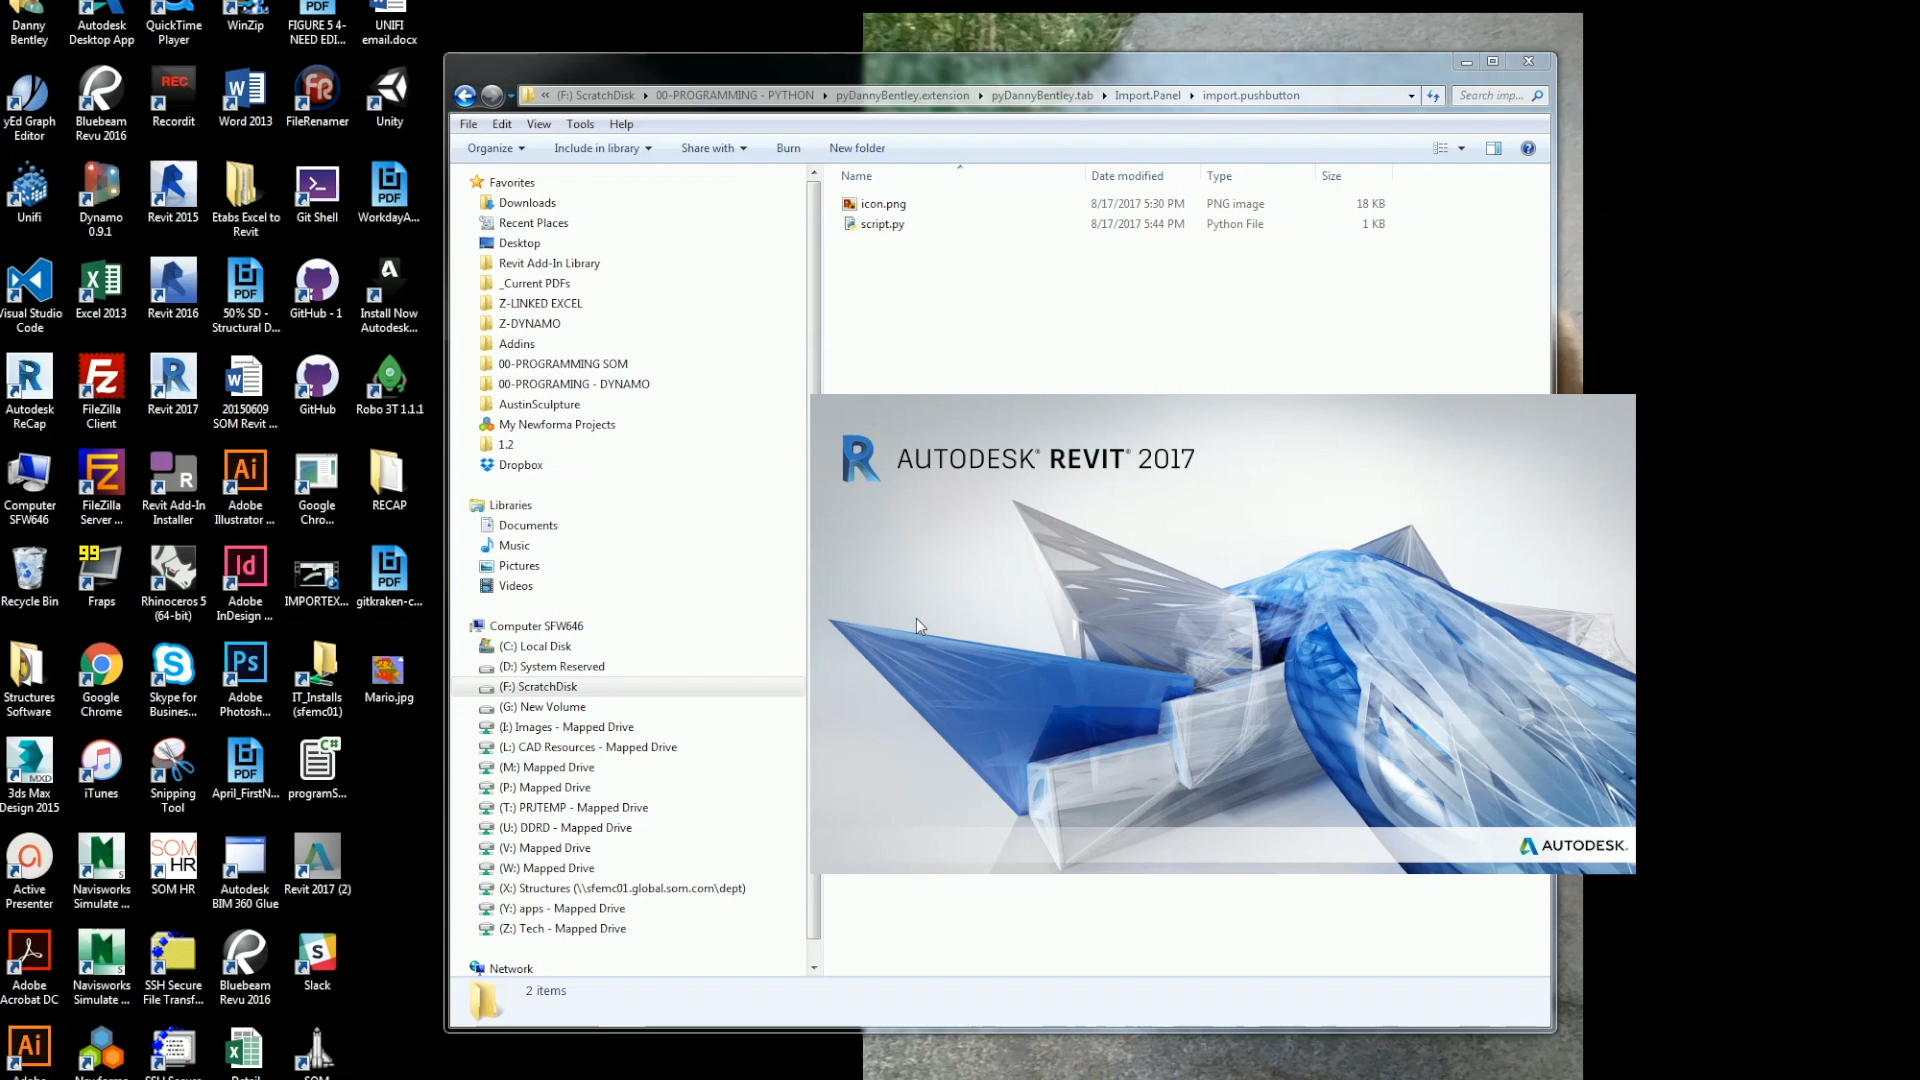 Danny
Bentley
Autodesk
Desktop App
QuickTime
Player
WinZip
FIGURE 5 4-
NEED EDI...
UNIFI
email.docx
yEd Graph
Editor
Bluebeam
Revu 2016
REC
Recordit
Word 2013
FileRenamer
Unity
Unifi
Dynamo
0.9.1
Revit 2015
Etabs Excel to
Revit
Git Shell
WorkdayA...
Visual Studio
Code
Excel 2013
Revit 2016
50% SD -
Structural D...
GitHub - 1
Install Now
Autodesk...
Autodesk
ReCap
FileZilla
Client
Revit 2017
20150609
SOM Revit ...
GitHub
Robo 3T 1.1.1
Computer
SFW646
FileZilla
Server ...
Revit Add-In
Installer
Adobe
Illustrator ...
Google
Chro...
RECAP
Recycle Bin
99
Fraps
Rhinoceros 5
(64-bit)
Adobe
InDesign ...
IMPORTEX...
gitkraken-c...
Structures
Software
Google
Chrome
Skype for
Busines...
Adobe
Photosh...
IT_Installs
(sfemc01)
Mario.jpg
3ds Max
Design 2015
iTunes
Snipping
Tool
April_FirstN...
programS...
Active
Presenter
Navisworks
Simulate ...
SOM HR
Autodesk
BIM 360 Glue
Revit 2017 (2)
Adobe
Acrobat DC
Navisworks
Simulate ...
SSH Secure
File Transf...
Bluebeam
Revu 2016
Slack
« (F:) ScratchDisk 00-PROGRAMMING - PYTHON pyDannyBentley.extension pyDannyBentley.tab Import.Panel import.pushbutton
Search imp...
File Edit View Tools Help
Organize Include in library Share with Burn New folder
Name Date modified Type Size
icon.png 8/17/2017 5:30 PM PNG image 18 KB
script.py 8/17/2017 5:44 PM Python File 1 KB
Favorites
Downloads
Recent Places
Desktop
Revit Add-In Library
_Current PDFs
Z-LINKED EXCEL
Z-DYNAMO
Addins
00-PROGRAMMING SOM
00-PROGRAMING - DYNAMO
AustinSculpture
My Newforma Projects
1.2
Dropbox
Libraries
Documents
Music
Pictures
Videos
Computer SFW646
(C:) Local Disk
(D:) System Reserved
(F:) ScratchDisk
(G:) New Volume
(I:) Images - Mapped Drive
(L:) CAD Resources - Mapped Drive
(M:) Mapped Drive
(P:) Mapped Drive
(T:) PRJTEMP - Mapped Drive
(U:) DDRD - Mapped Drive
(V:) Mapped Drive
(W:) Mapped Drive
(X:) Structures (\\sfemc01.global.som.com\dept)
(Y:) apps - Mapped Drive
(Z:) Tech - Mapped Drive
Network
2 items
AUTODESK® REVIT® 2017
AUTODESK.